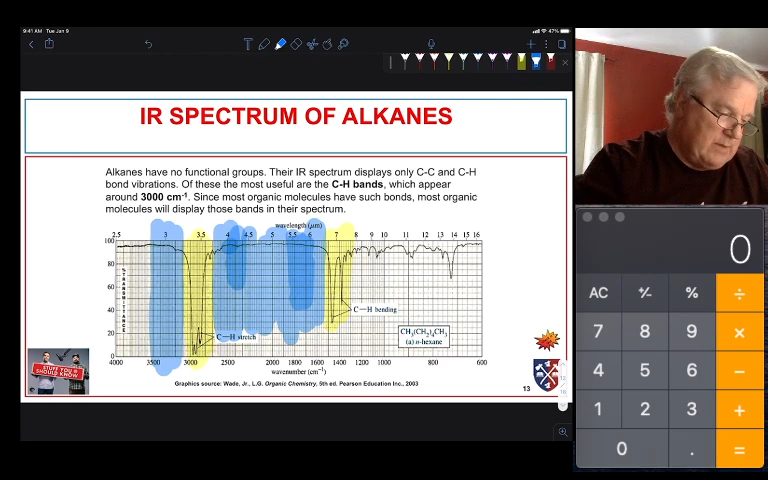 9:41 AM Tue Jan 9
47%
IR SPECTRUM OF ALKANES
Alkanes have no functional groups. Their IR spectrum displays only C-C and C-H
bond vibrations. Of these the most useful are the C-H bands, which appear
around 3000 cm-1. Since most organic molecules have such bonds, most organic
molecules will display those bands in their spectrum.
wavelength (μm)
2.5 3 3.5 4 4.5 5 5.5 6 7 8 9 10 11 12 13 14 15 16
100
80
60
40
20
0
%TRANSMITTANCE
C—H stretch
C—H bending
CH3(CH2)4CH3
(a) n-hexane
4000 3500 3000 2500 2000 1800 1600 1400 1200 1000 800 600
wavenumber (cm-1)
STUFF YOU SHOULD KNOW
Graphics source: Wade, Jr., L.G. Organic Chemistry, 5th ed. Pearson Education Inc., 2003
13
0
AC +/− % ÷
7 8 9 ×
4 5 6 −
1 2 3 +
0 . =